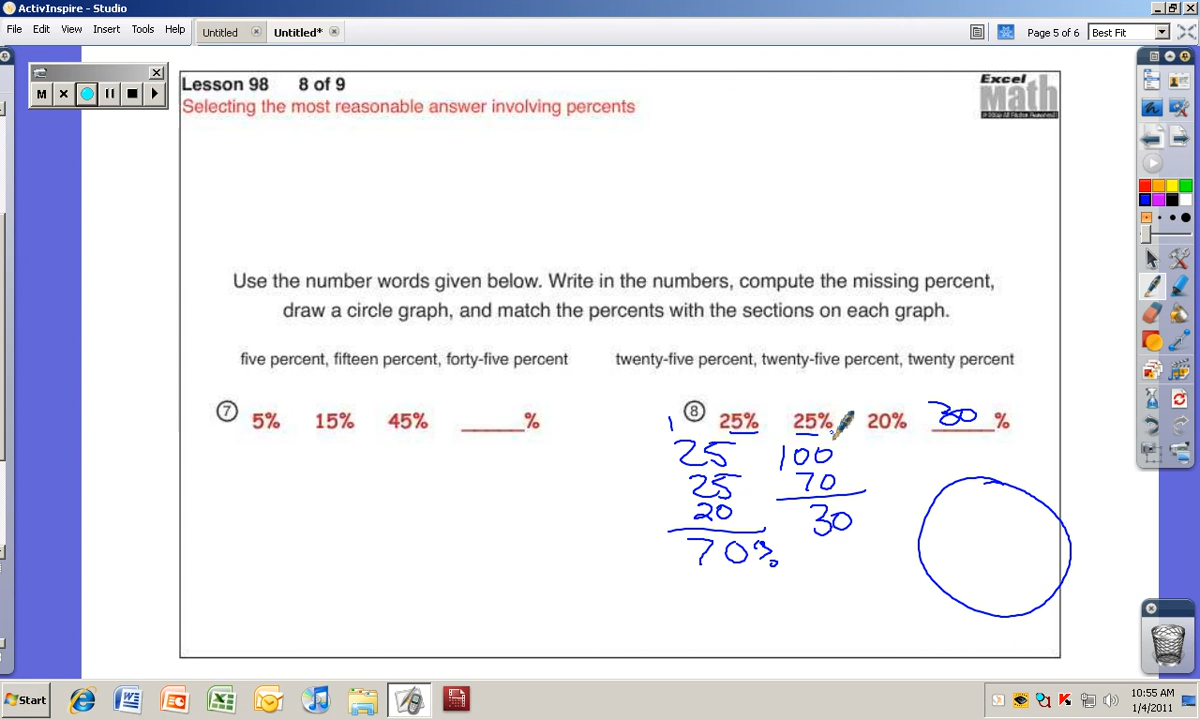 ActivInspire - Studio
File Edit View Insert Tools Help Untitled Untitled* Page 5 of 6 Best Fit
M
Lesson 98 8 of 9
Selecting the most reasonable answer involving percents
Excel
Math
Use the number words given below. Write in the numbers, compute the missing percent,
draw a circle graph, and match the percents with the sections on each graph.
five percent, fifteen percent, forty-five percent
twenty-five percent, twenty-five percent, twenty percent
7 5% 15% 45% ______%
8 25% 25% 20% 30 %
1
25 100
25 70
20 30
70%
Start
10:55 AM
1/4/2011